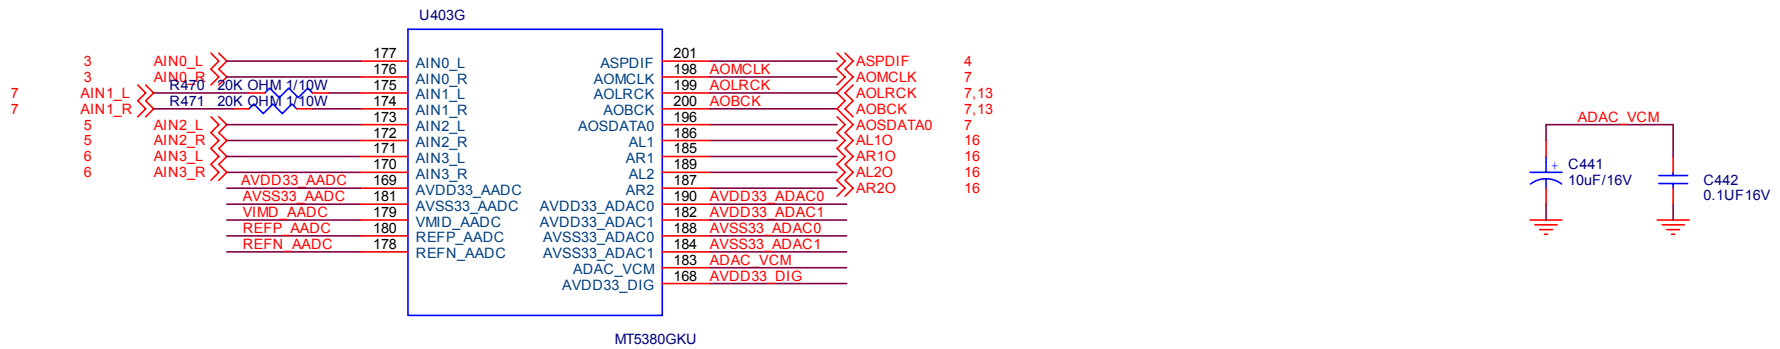 U403G
3 AIN0_L 177 AIN0_L ASPDIF 201 ASPDIF 4
3 AIN0_R 176 AIN0_R AOMCLK 198 AOMCLK AOMCLK 7
7 AIN1_L R470 20K OHM 1/10W 175 AIN1_L AOLRCK 199 AOLRCK AOLRCK 7,13
7 AIN1_R R471 20K OHM 1/10W 174 AIN1_R AOBCK 200 AOBCK AOBCK 7,13
5 AIN2_L 173 AIN2_L AOSDATA0 196 AOSDATA0 7
5 AIN2_R 172 AIN2_R AL1 186 AL1O 16
6 AIN3_L 171 AIN3_L AR1 185 AR1O 16
6 AIN3_R 170 AIN3_R AL2 189 AL2O 16
AVDD33_AADC 169 AVDD33_AADC AR2 187 AR2O 16
AVSS33_AADC 181 AVSS33_AADC AVDD33_ADAC0 190 AVDD33_ADAC0
VIMD_AADC 179 VMID_AADC AVDD33_ADAC1 182 AVDD33_ADAC1
REFP_AADC 180 REFP_AADC AVSS33_ADAC0 188 AVSS33_ADAC0
REFN_AADC 178 REFN_AADC AVSS33_ADAC1 184 AVSS33_ADAC1
ADAC_VCM 183 ADAC_VCM
AVDD33_DIG 168 AVDD33_DIG
MT5380GKU
ADAC_VCM
+ C441
10uF/16V
C442
0.1UF16V